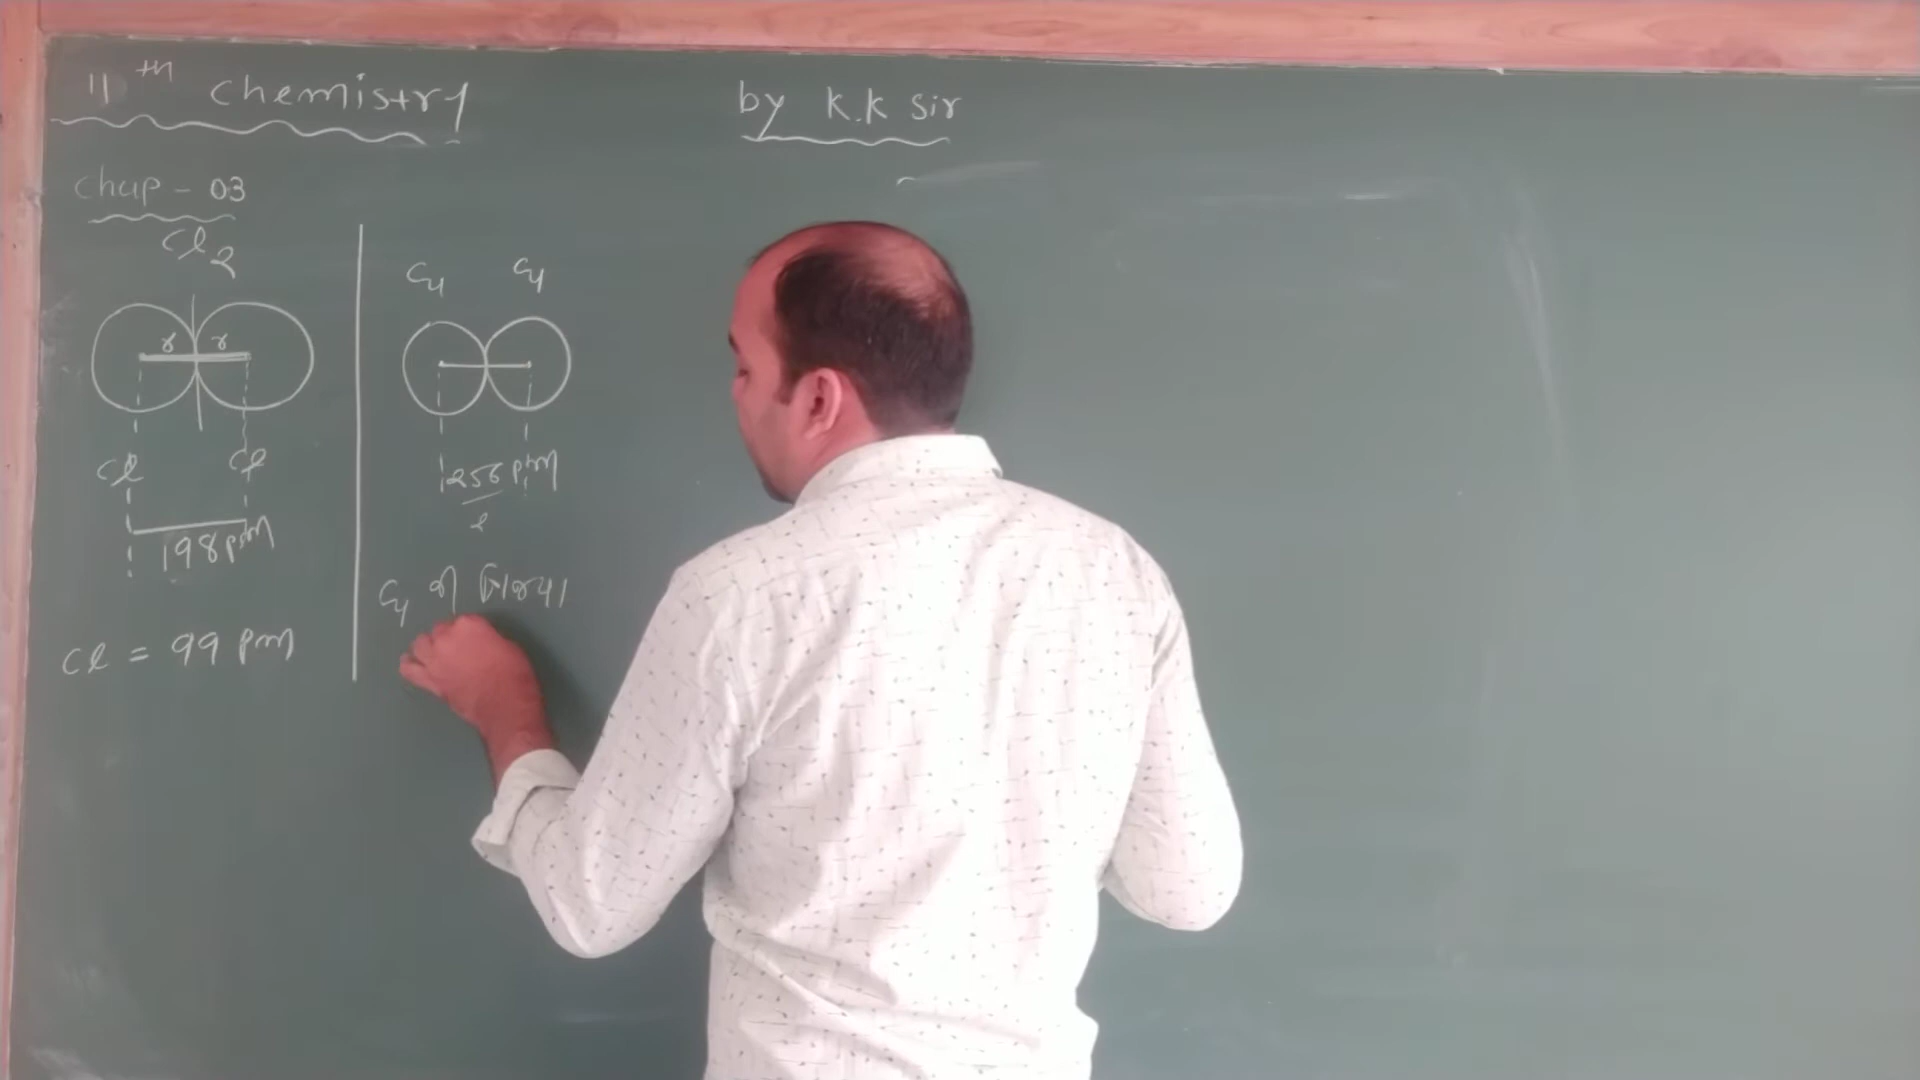 11th chemistry
by K.K Sir
Chap - 03
Cl2
r r
Cl Cl
198 pm
Cl = 99 pm
Cu Cu
256 pm
2
Cu की त्रिज्या